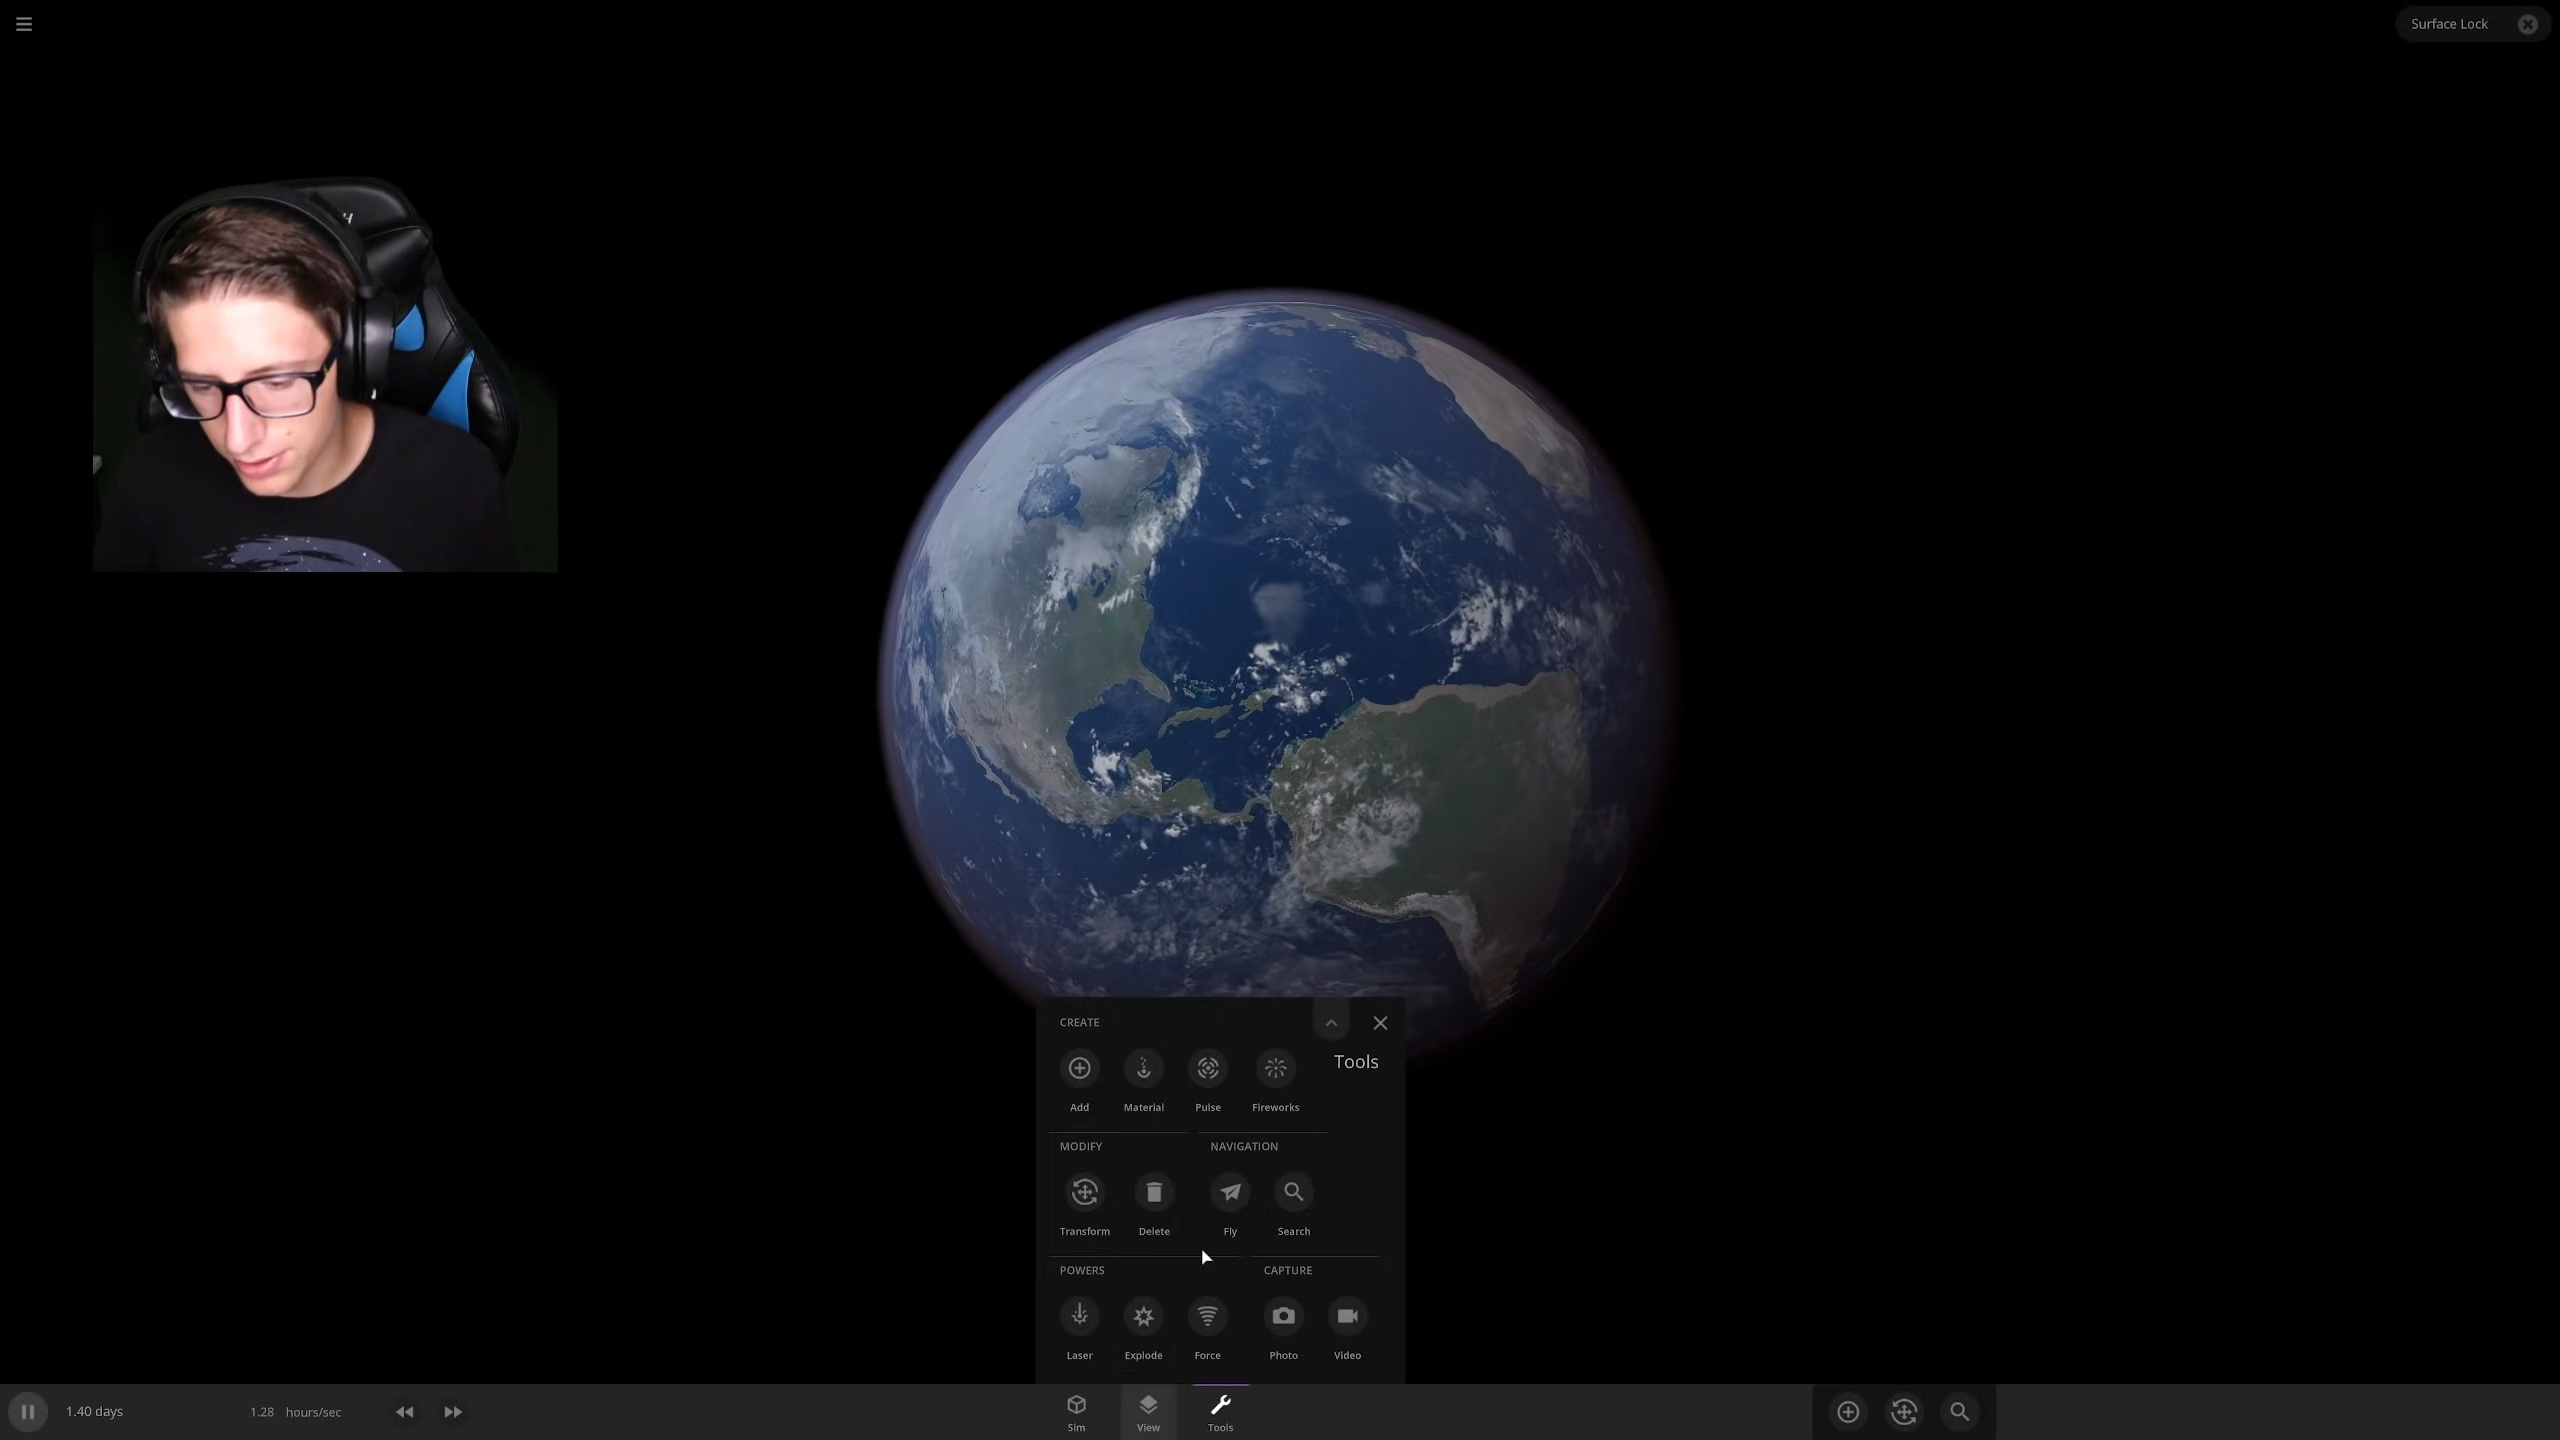 Surface Lock
CREATE
Tools
Add Material Pulse Fireworks
MODIFY NAVIGATION
Transform Delete Fly Search
POWERS CAPTURE
Laser Explode Force Photo Video
1.40 days 1.28 hours/sec
Sim View Tools